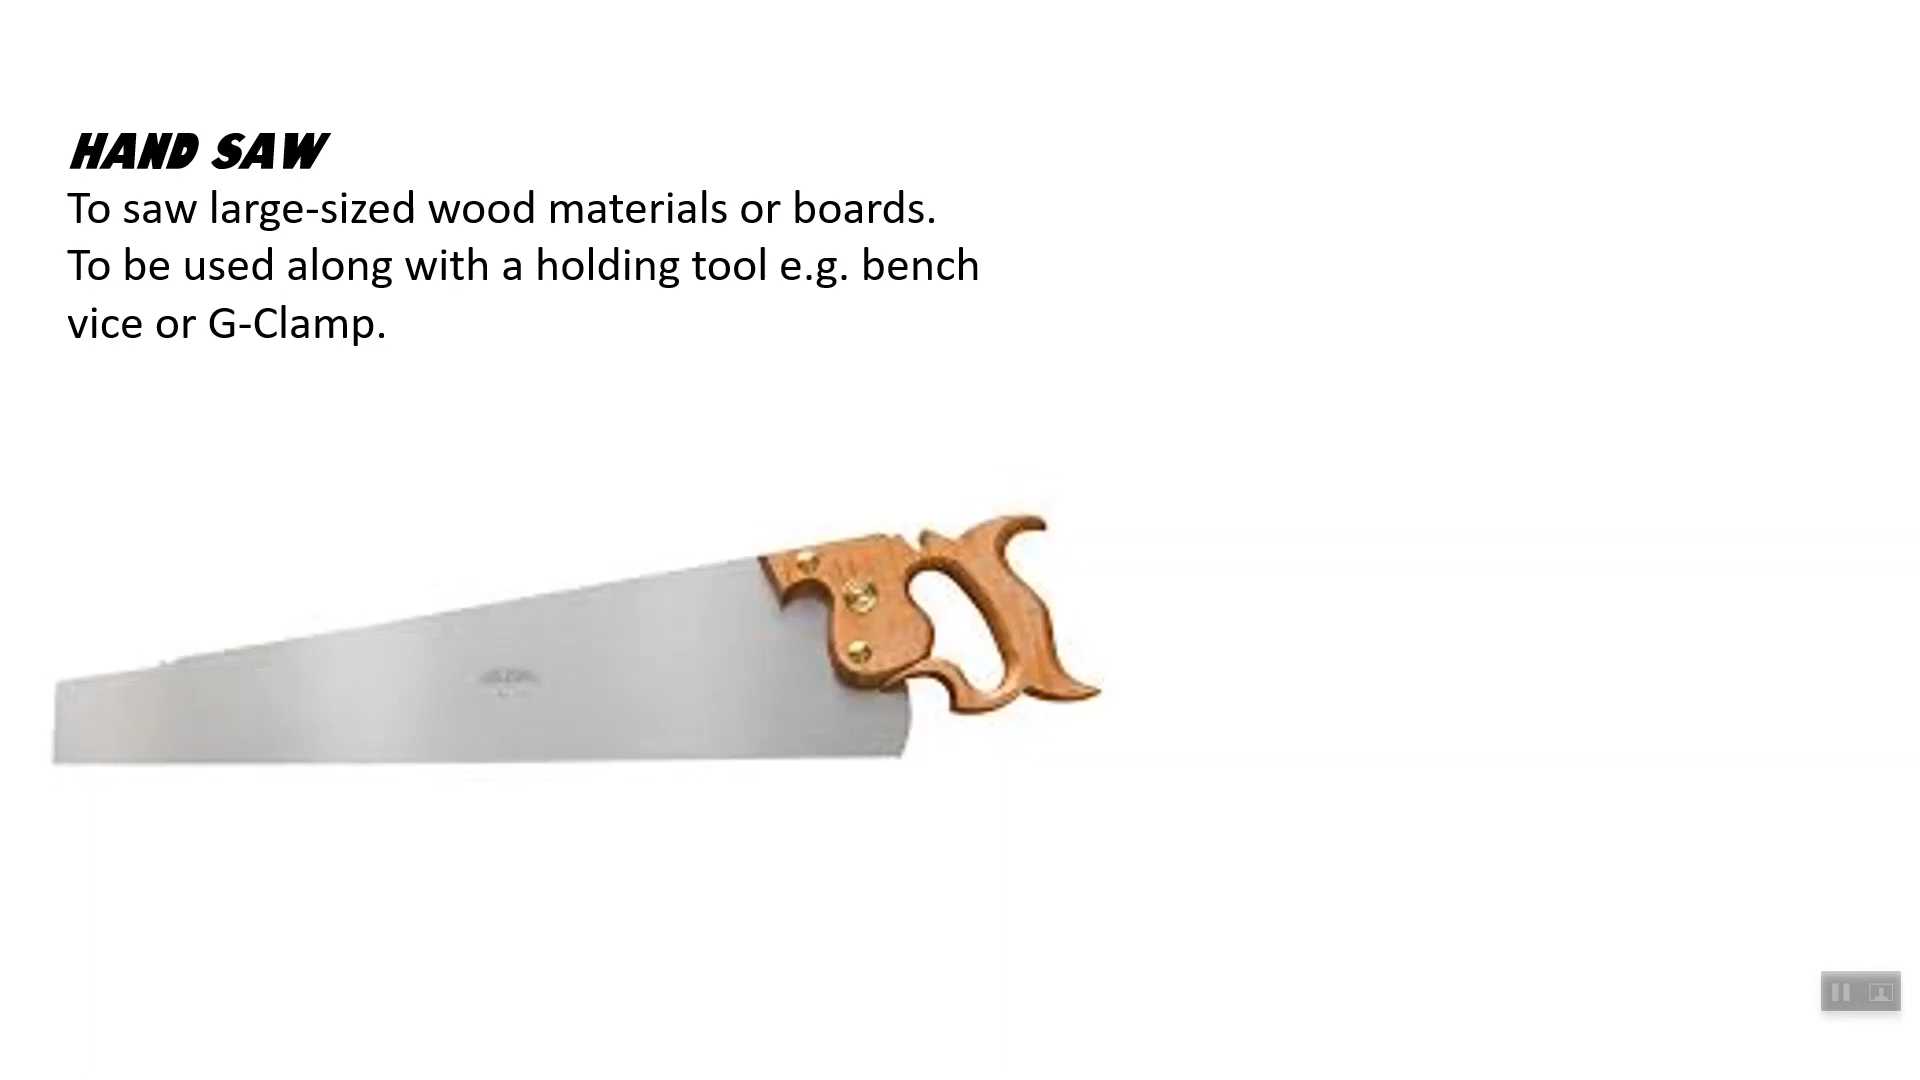 HAND SAW
To saw large-sized wood materials or boards.
To be used along with a holding tool e.g. bench
vice or G-Clamp.